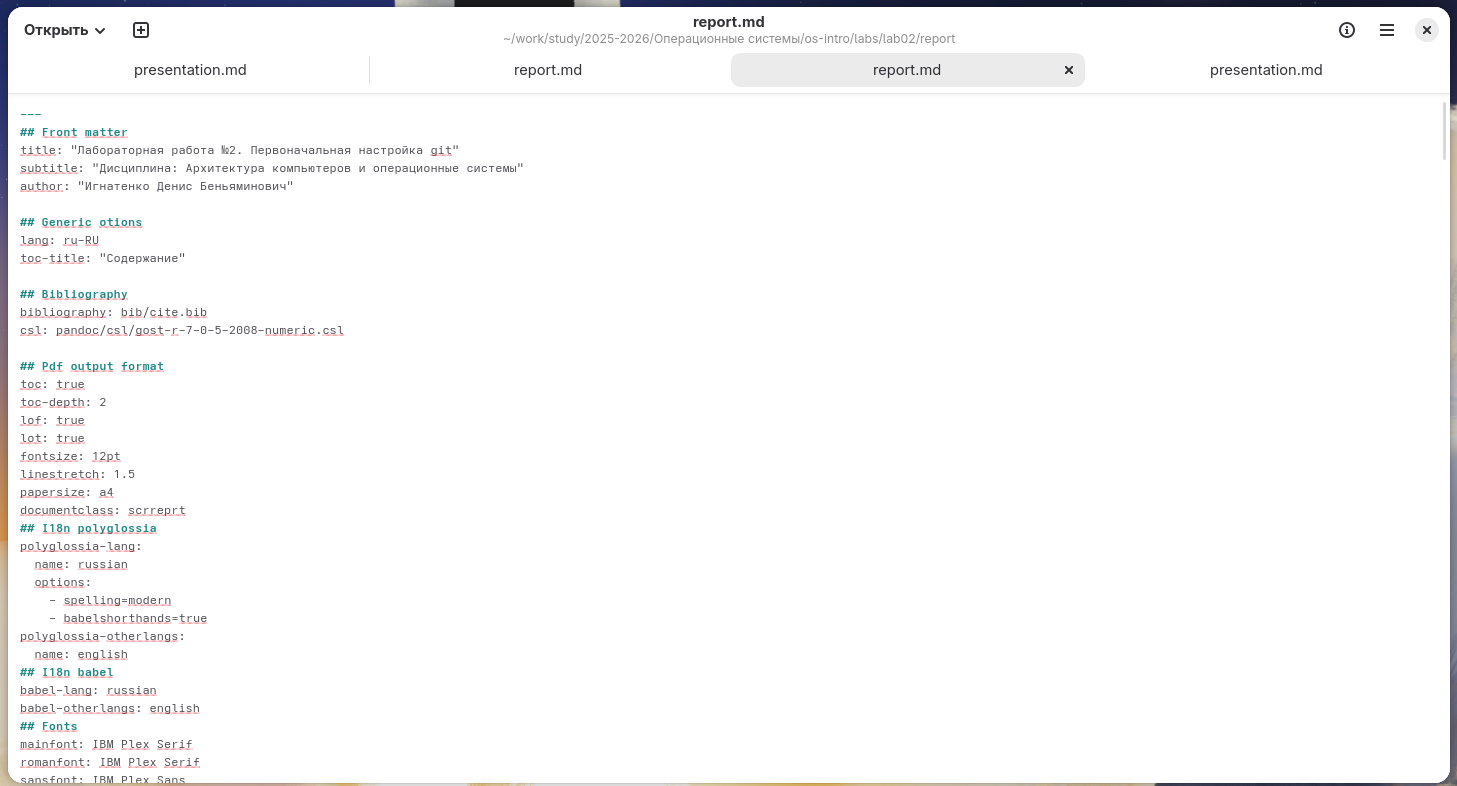 Открыть
report.md
~/work/study/2025-2026/Операционные системы/os-intro/labs/lab02/report
presentation.md
report.md
report.md
presentation.md
---
## Front matter
title: "Лабораторная работа №2. Первоначальная настройка git"
subtitle: "Дисциплина: Архитектура компьютеров и операционные системы"
author: "Игнатенко Денис Беньяминович"
## Generic otions
lang: ru-RU
toc-title: "Содержание"
## Bibliography
bibliography: bib/cite.bib
csl: pandoc/csl/gost-r-7-0-5-2008-numeric.csl
## Pdf output format
toc: true
toc-depth: 2
lof: true
lot: true
fontsize: 12pt
linestretch: 1.5
papersize: a4
documentclass: scrreprt
## I18n polyglossia
polyglossia-lang:
  name: russian
  options:
    - spelling=modern
    - babelshorthands=true
polyglossia-otherlangs:
  name: english
## I18n babel
babel-lang: russian
babel-otherlangs: english
## Fonts
mainfont: IBM Plex Serif
romanfont: IBM Plex Serif
sansfont: IBM Plex Sans